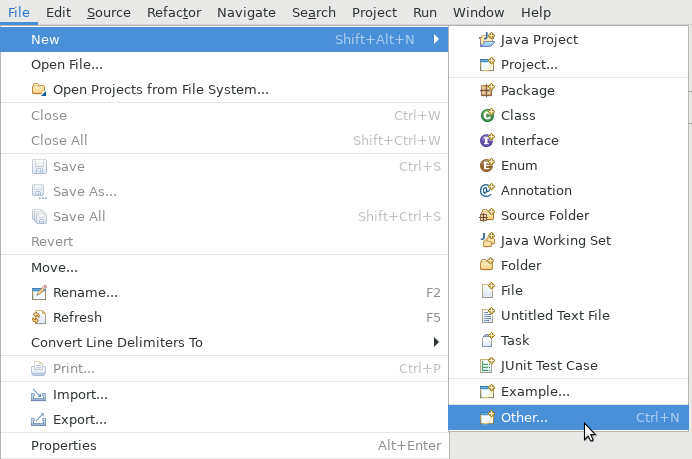 File Edit Source Refactor Navigate Search Project Run Window Help
New Shift+Alt+N
Open File...
Open Projects from File System...
Close Ctrl+W
Close All Shift+Ctrl+W
Save Ctrl+S
Save As...
Save All Shift+Ctrl+S
Revert
Move...
Rename... F2
Refresh F5
Convert Line Delimiters To
Print... Ctrl+P
Import...
Export...
Properties Alt+Enter
Java Project
Project...
Package
Class
Interface
Enum
Annotation
Source Folder
Java Working Set
Folder
File
Untitled Text File
Task
JUnit Test Case
Example...
Other... Ctrl+N